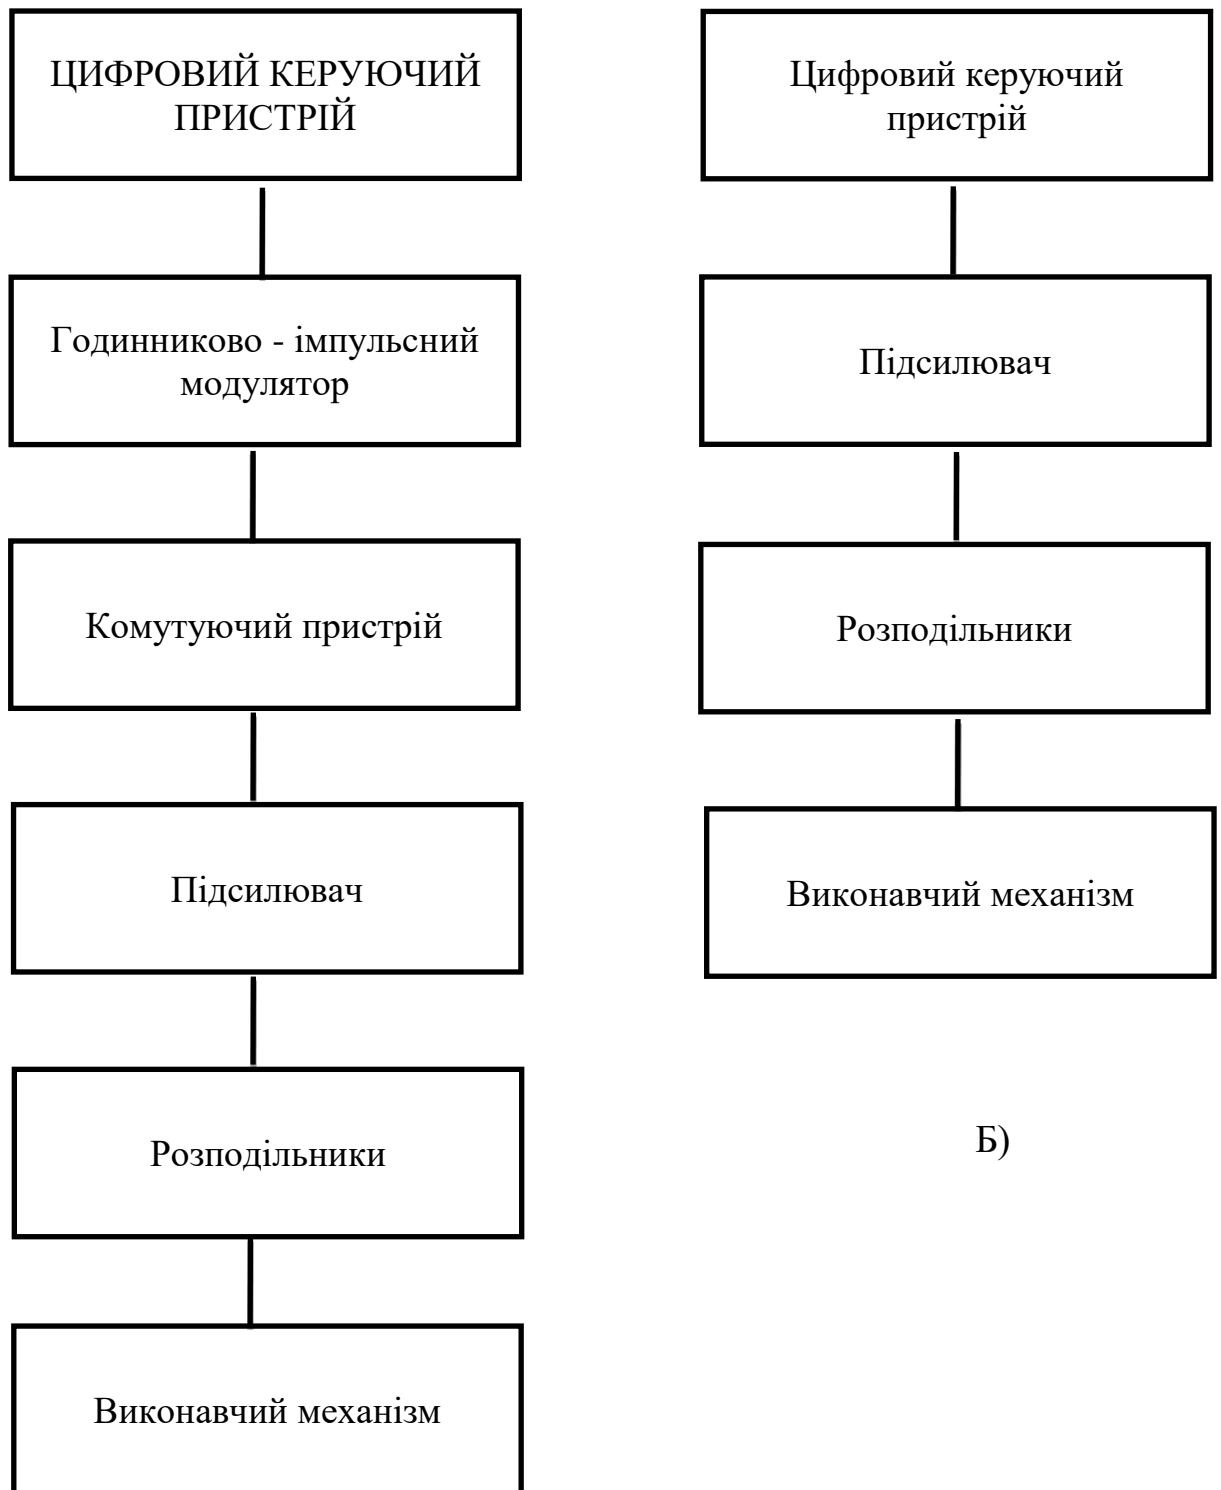 ЦИФРОВИЙ КЕРУЮЧИЙ
ПРИСТРІЙ
Годинниково - імпульсний
модулятор
Комутуючий пристрій
Підсилювач
Розподільники
Виконавчий механізм
Цифровий керуючий
пристрій
Підсилювач
Розподільники
Виконавчий механізм
Б)